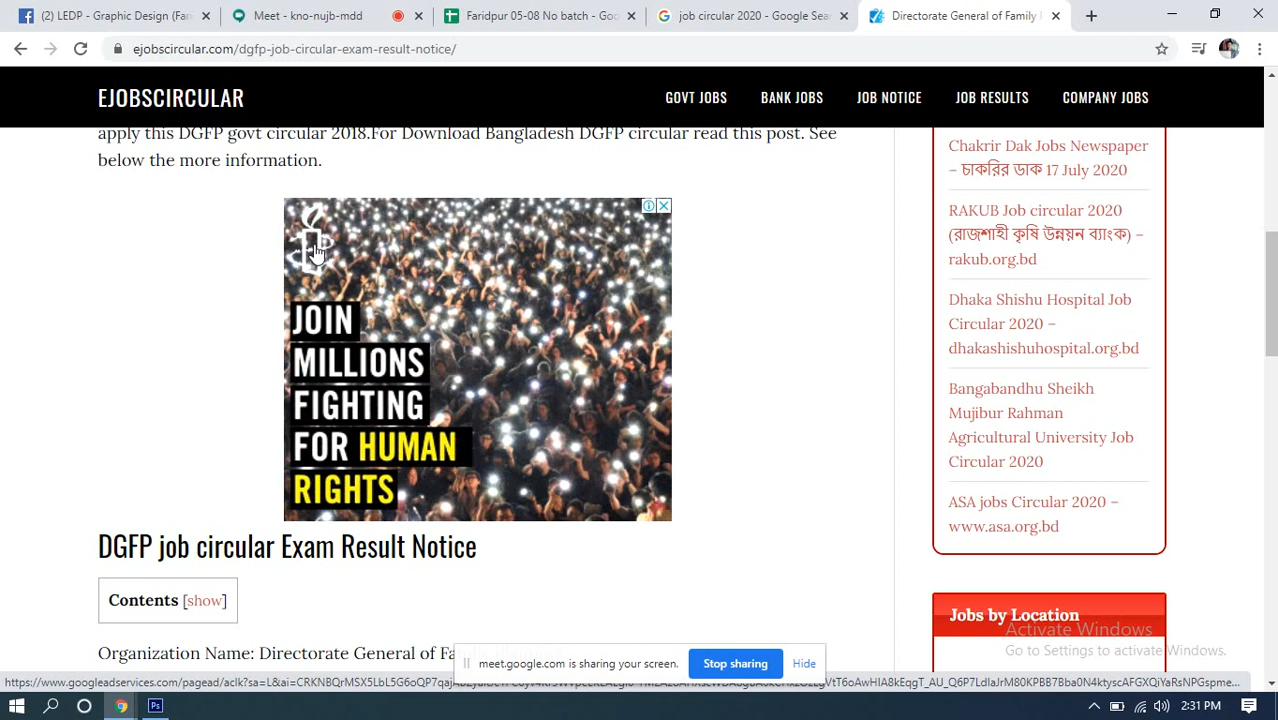 (2) LEDP - Graphic Design (Fa
Meet - kno-nujb-mdd
Faridpur 05-08 No batch - Goo
job circular 2020 - Google Sea
Directorate General of Family
ejobscircular.com/dgfp-job-circular-exam-result-notice/
EJOBSCIRCULAR
GOVT JOBS
BANK JOBS
JOB NOTICE
JOB RESULTS
COMPANY JOBS
apply this DGFP govt circular 2018.For Download Bangladesh DGFP circular read this post. See
below the more information.
JOIN
MILLIONS
FIGHTING
FOR HUMAN
RIGHTS
DGFP job circular Exam Result Notice
Contents [show]
Organization Name: Directorate General of
Chakrir Dak Jobs Newspaper
– চাকরির ডাক 17 July 2020
RAKUB Job circular 2020
(রাজশাহী কৃষি উন্নয়ন ব্যাংক) –
rakub.org.bd
Dhaka Shishu Hospital Job
Circular 2020 –
dhakashishuhospital.org.bd
Bangabandhu Sheikh
Mujibur Rahman
Agricultural University Job
Circular 2020
ASA jobs Circular 2020 –
www.asa.org.bd
Jobs by Location
Activate Windows
Go to Settings to activate Windows.
meet.google.com is sharing your screen.
Stop sharing
Hide
2:31 PM